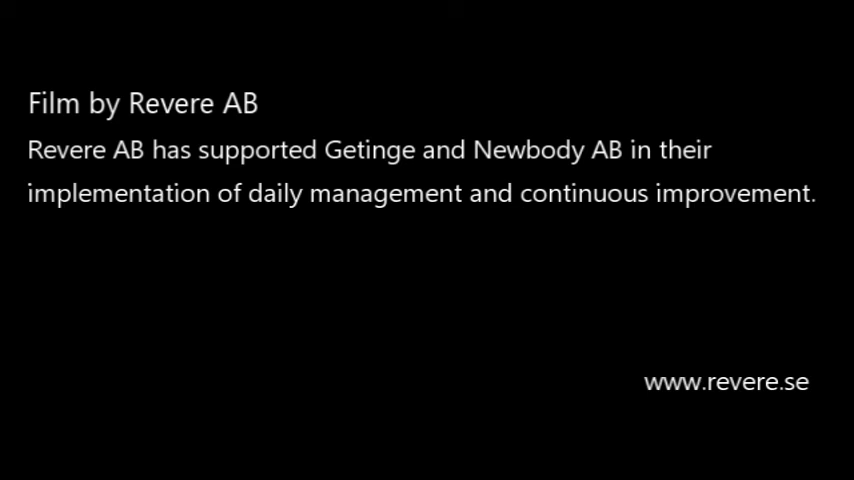 Film by Revere AB
Revere AB has supported Getinge and Newbody AB in their
implementation of daily management and continuous improvement.
www.revere.se